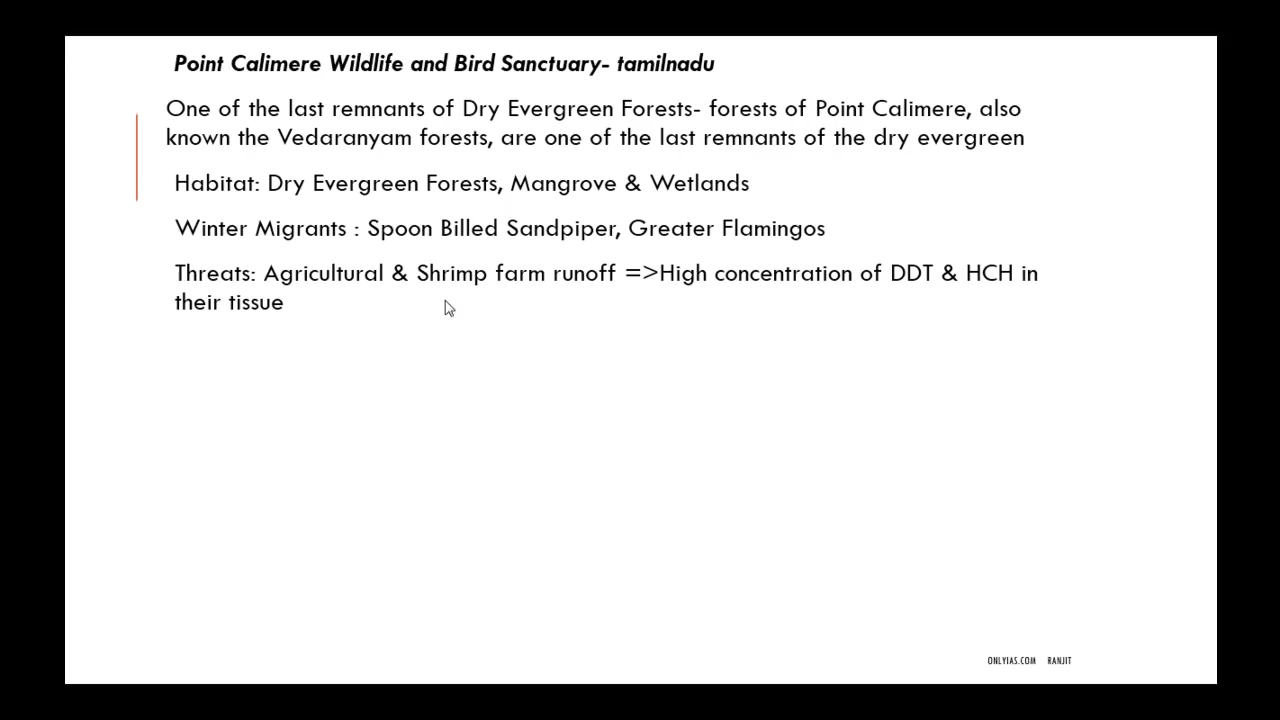 Point Calimere Wildlife and Bird Sanctuary- tamilnadu
One of the last remnants of Dry Evergreen Forests- forests of Point Calimere, also
known the Vedaranyam forests, are one of the last remnants of the dry evergreen
Habitat: Dry Evergreen Forests, Mangrove & Wetlands
Winter Migrants : Spoon Billed Sandpiper, Greater Flamingos
Threats: Agricultural & Shrimp farm runoff =>High concentration of DDT & HCH in
their tissue
ONLYIAS.COM RANJIT